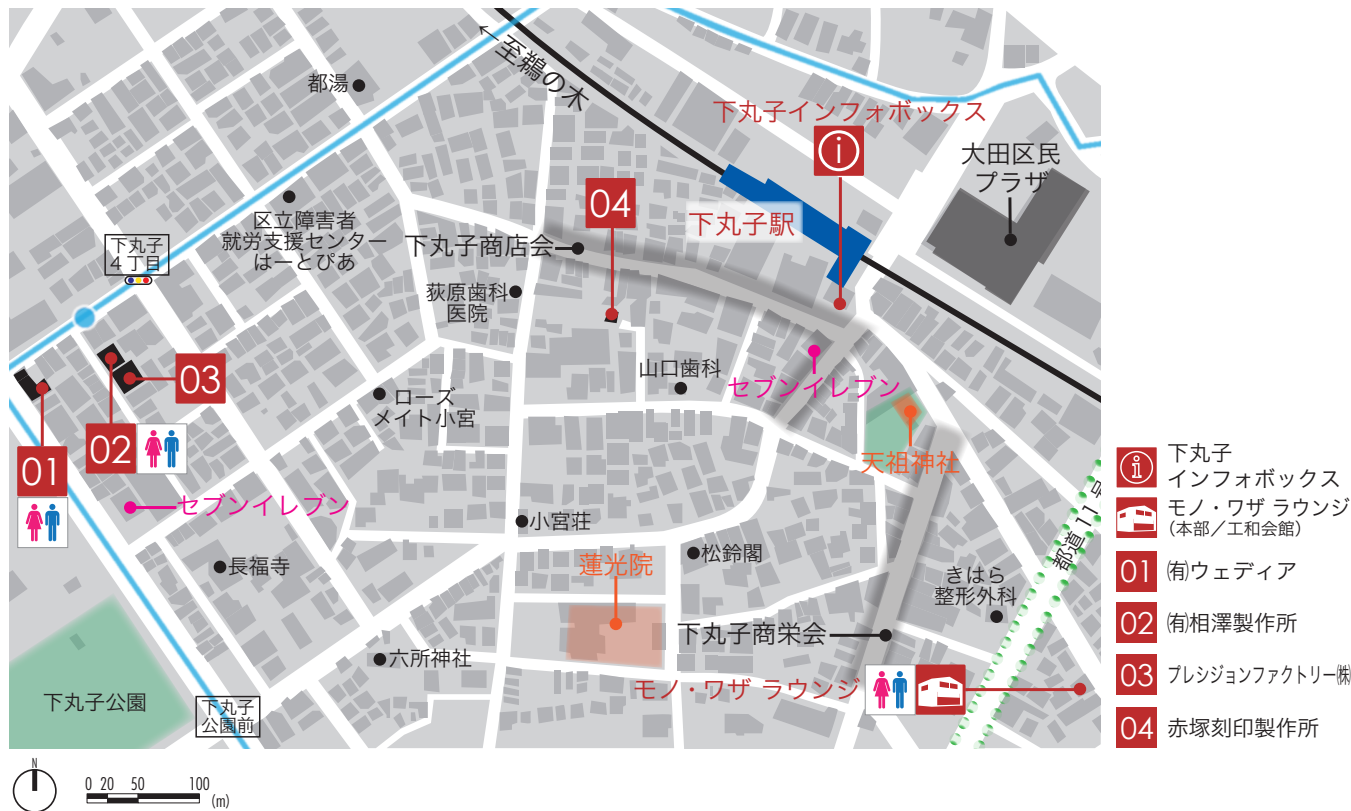 ←至鵜の木
都湯
下丸子インフォボックス
i
大田区民
プラザ
区立障害者
就労支援センター
はーとぴあ
04
下丸子駅
下丸子商店会
下丸子
4丁目
荻原歯科
医院
山口歯科
セブンイレブン
03
ローズ
メイト小宮
02
01
天祖神社
セブンイレブン
小宮荘
松鈴閣
長福寺
蓮光院
都道11号
きはら
整形外科
下丸子商栄会
六所神社
モノ・ワザ ラウンジ
下丸子公園
下丸子
公園前
i
下丸子
インフォボックス
モノ・ワザ ラウンジ
(本部/工和会館)
01 ㈲ウェディア
02 ㈲相澤製作所
03 プレシジョンファクトリー㈱
04 赤塚刻印製作所
N
0 20 50 100
(m)